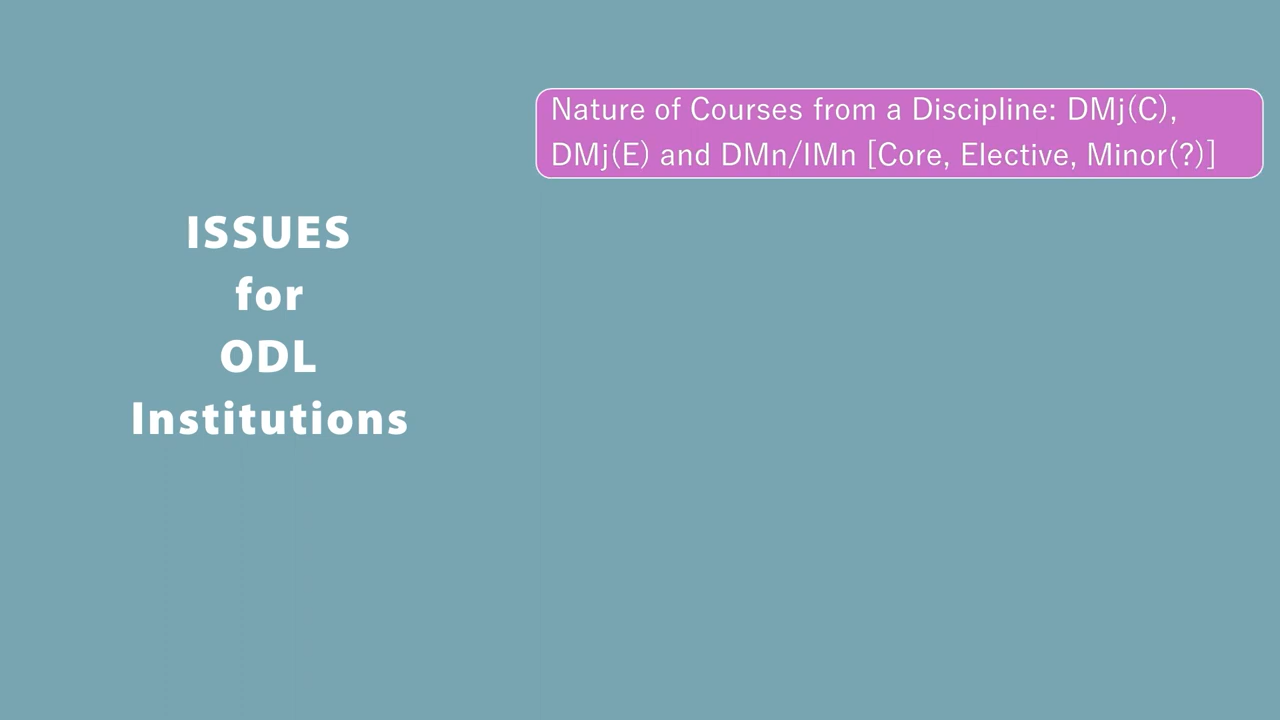 ISSUES
for
ODL
Institutions
Nature of Courses from a Discipline: DMj(C),
DMj(E) and DMn/IMn [Core, Elective, Minor(?)]